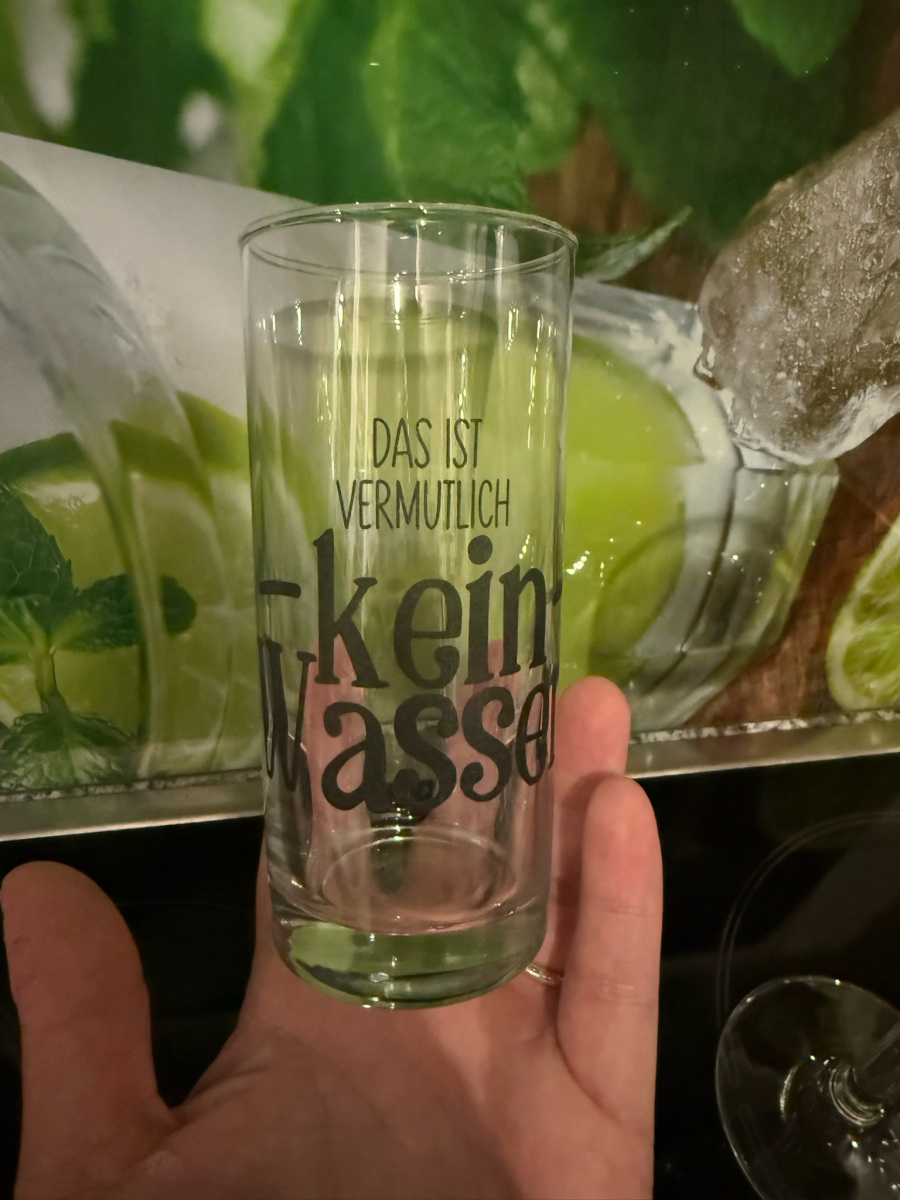 DAS IST
VERMUTLICH
-kein-
Wasser